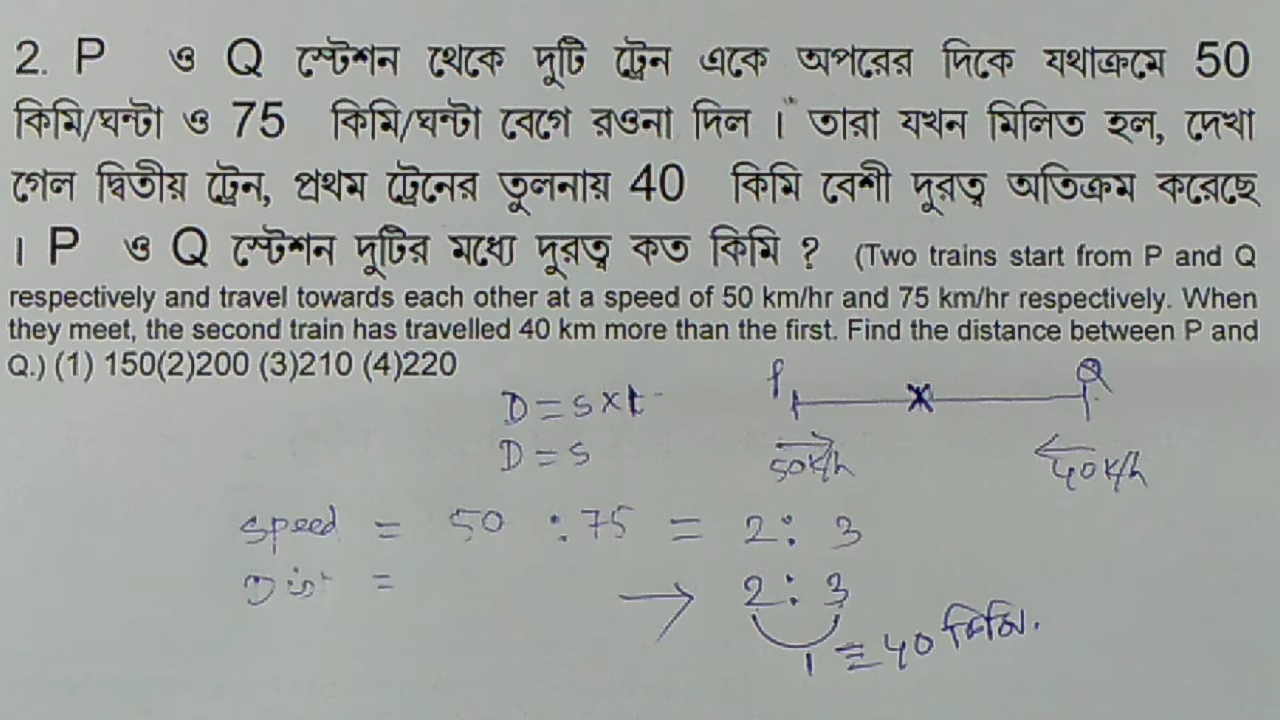 2. P ও Q স্টেশন থেকে দুটি ট্রেন একে অপরের দিকে যথাক্রমে 50
কিমি/ঘন্টা ও 75 কিমি/ঘন্টা বেগে রওনা দিল । তারা যখন মিলিত হল, দেখা
গেল দ্বিতীয় ট্রেন, প্রথম ট্রেনের তুলনায় 40 কিমি বেশী দূরত্ব অতিক্রম করেছে
। P ও Q স্টেশন দুটির মধ্যে দূরত্ব কত কিমি ? (Two trains start from P and Q
respectively and travel towards each other at a speed of 50 km/hr and 75 km/hr respectively. When
they meet, the second train has travelled 40 km more than the first. Find the distance between P and
Q.) (1) 150(2)200 (3)210 (4)220
P Q
D = S × t
D = S
50K/h 40K/h
speed = 50 : 75 = 2 : 3
Dist = → 2 : 3
1 = 40 কিমি.